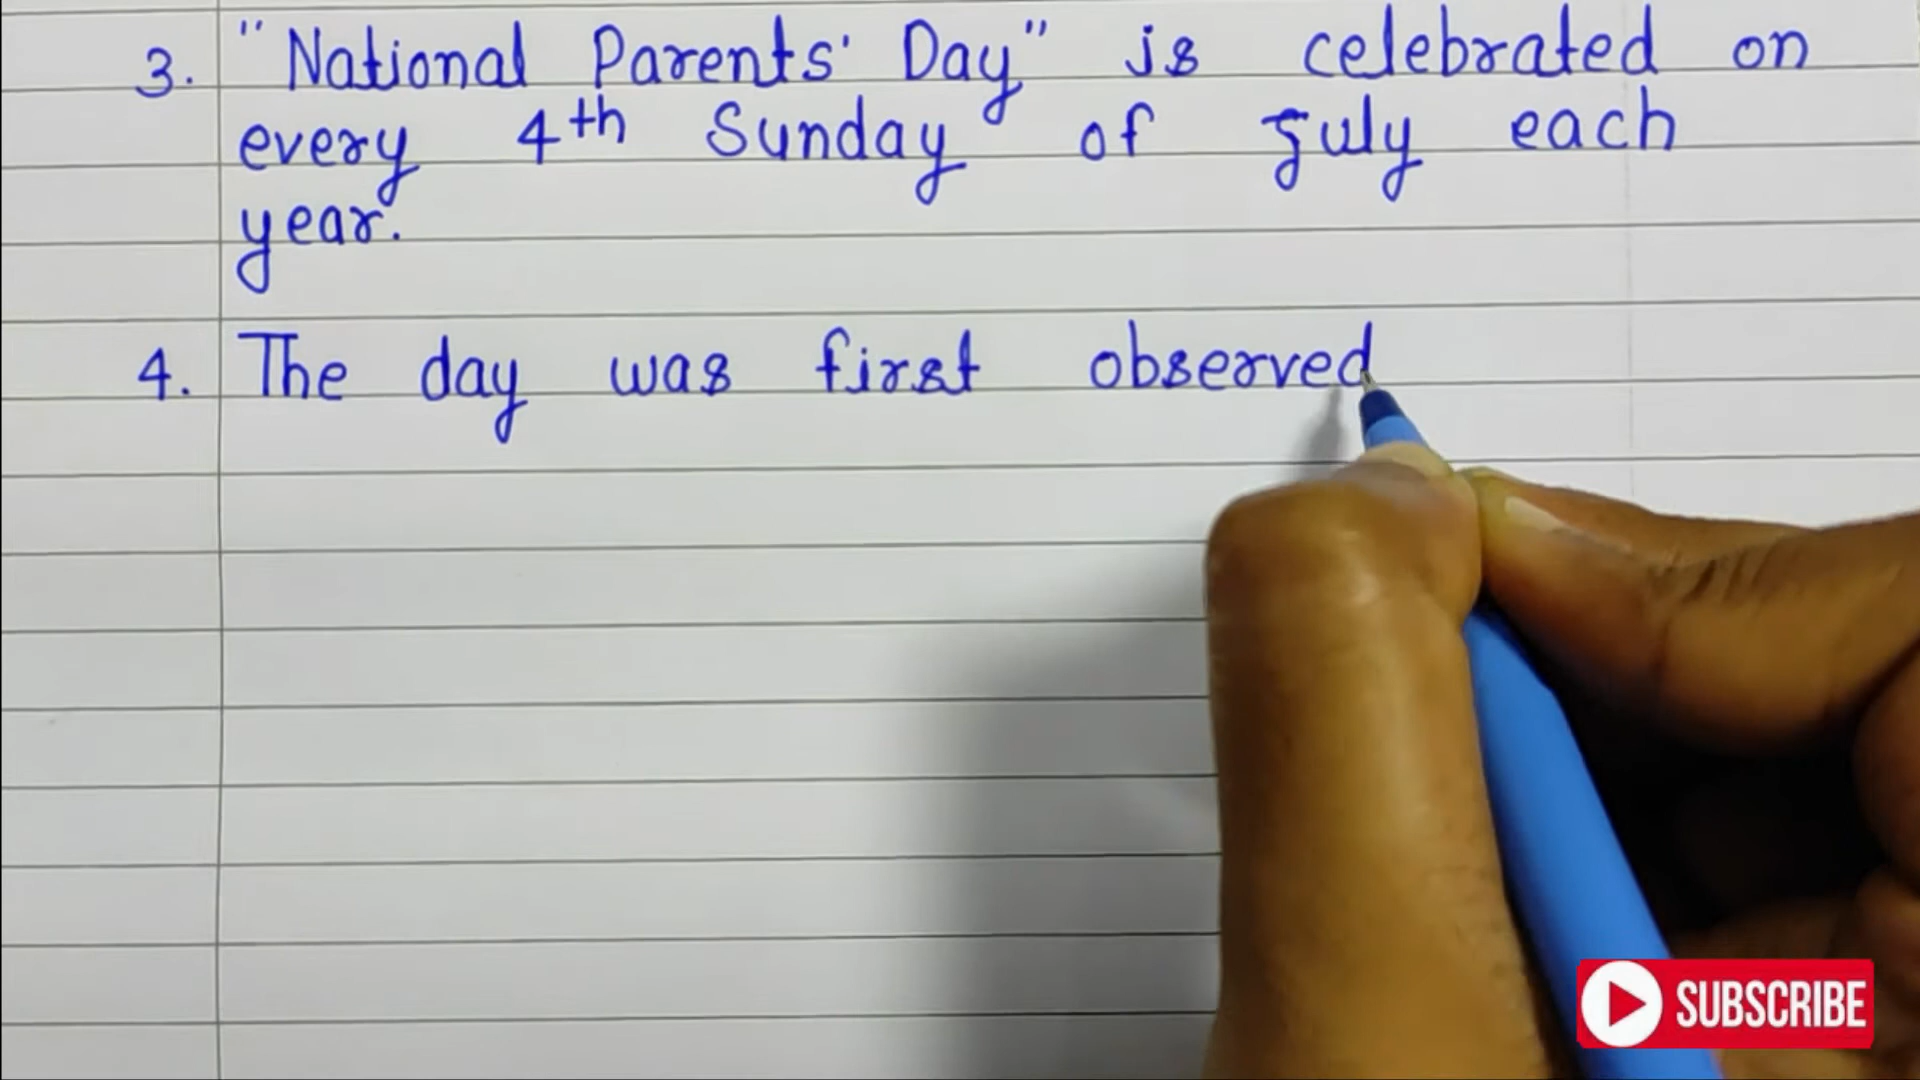 3. "National Parents' Day" is celebrated on
every 4th Sunday of July each
year.
4. The day was first observed
SUBSCRIBE